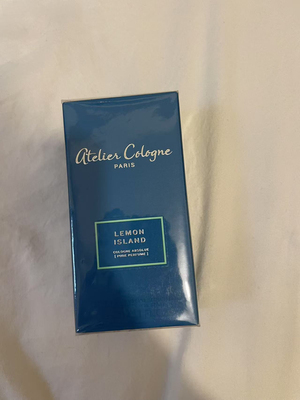 Atelier Cologne
PARIS
LEMON
ISLAND
COLOGNE ABSOLUE
[ PURE PERFUME ]